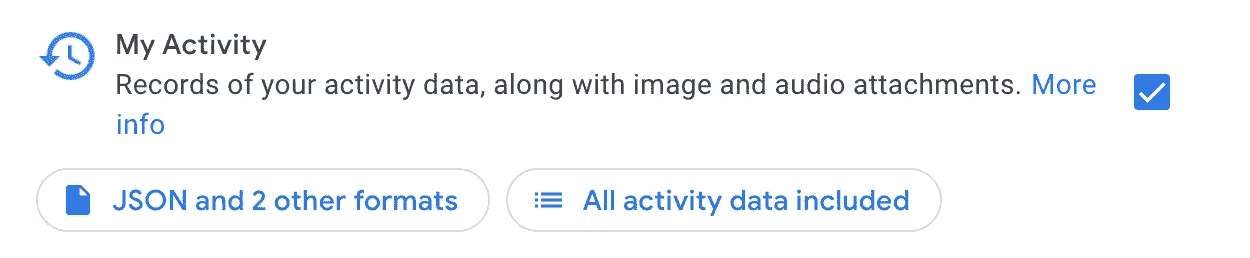 My Activity
Records of your activity data, along with image and audio attachments. More
info
JSON and 2 other formats
All activity data included